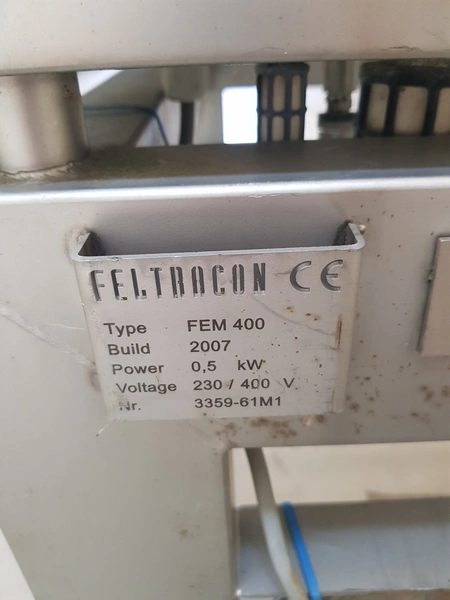 FELTRACON CE
Type FEM 400
Build 2007
Power 0,5 kW
Voltage 230 / 400 V
Nr. 3359-61M1